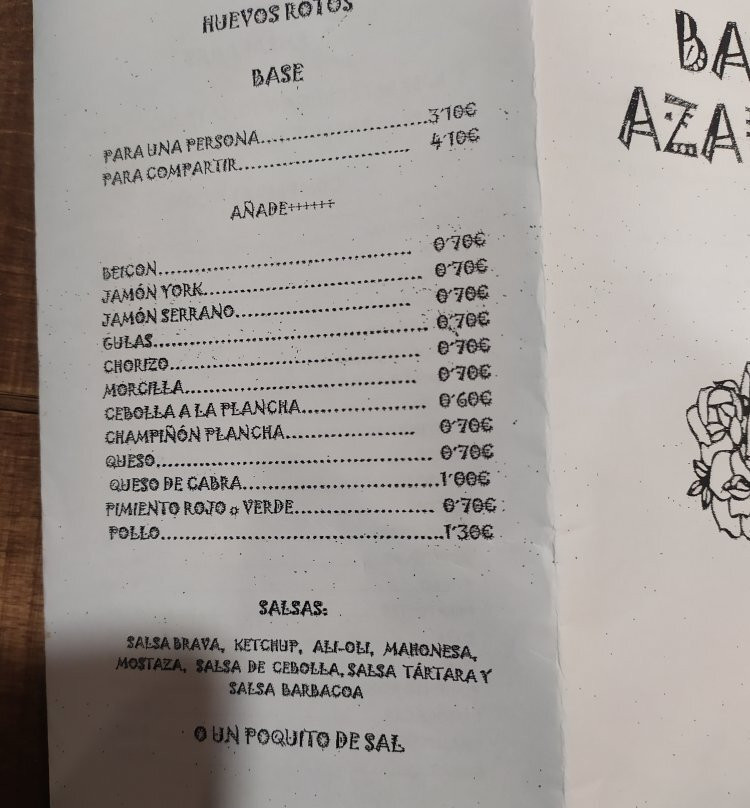 HUEVOS ROTOS
BASE
PARA UNA PERSONA....................................3'10€
PARA COMPARTIR.................................... 4'10€
AÑADE++++++
BEICON.................................................. 0'70€
JAMÓN YORK.......................................... 0'70€
JAMÓN SERRANO................................... 0'70€
GULAS..................................................... 0'70€
CHORIZO................................................. 0'70€
MORCILLA............................................... 0'70€
CEBOLLA A LA PLANCHA........................ 0'60€
CHAMPIÑÓN PLANCHA.......................... 0'70€
QUESO..................................................... 0'70€
QUESO DE CABRA......................................1'00€
PIMIENTO ROJO o VERDE........................... 0'70€
POLLO........................................................1'30€
SALSAS:
SALSA BRAVA, KETCHUP, ALI-OLI, MAHONESA,
MOSTAZA, SALSA DE CEBOLLA, SALSA TÁRTARA Y
SALSA BARBACOA
O UN POQUITO DE SAL
BA
AZA